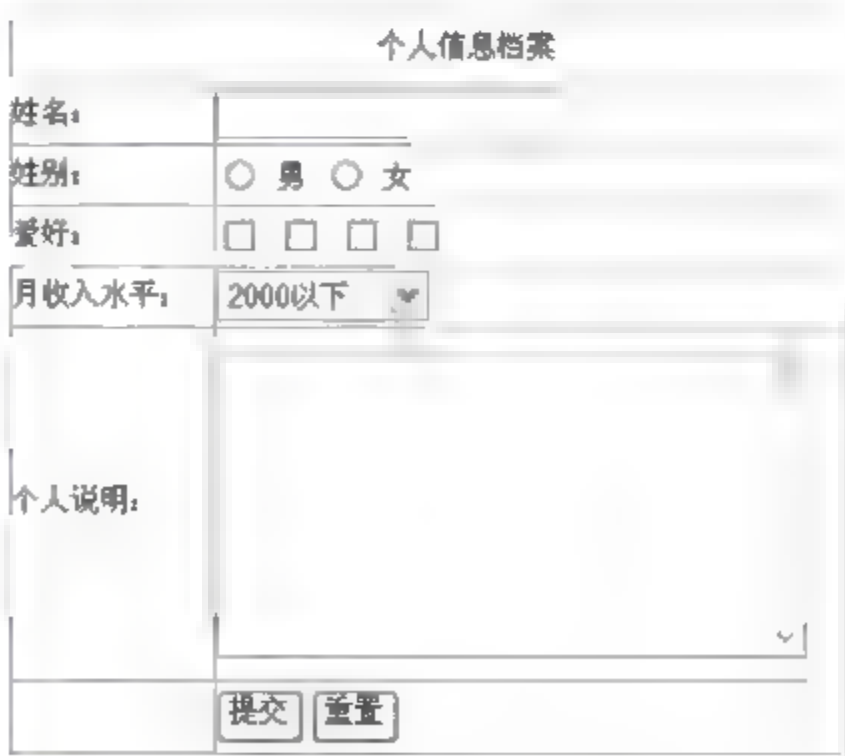 个人信息档案
姓名：
姓别：
○ 男 ○ 女
爱好：
月收入水平：
2000以下
个人说明：
提交 重置